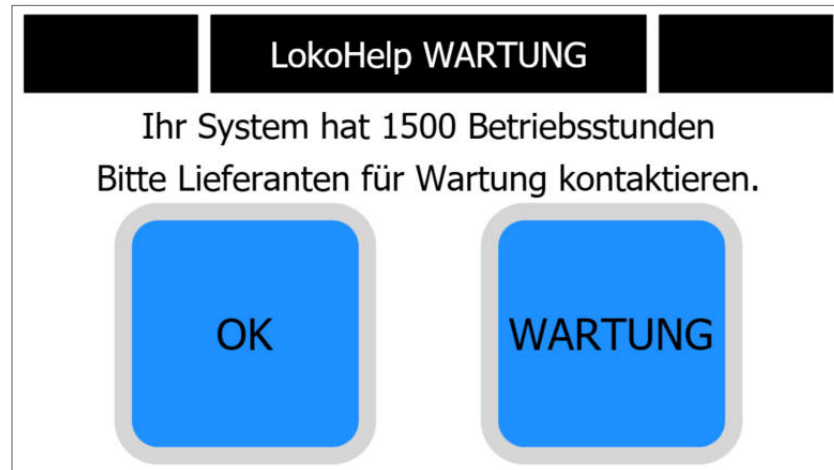 LokoHelp WARTUNG
Ihr System hat 1500 Betriebsstunden
Bitte Lieferanten für Wartung kontaktieren.
OK
WARTUNG